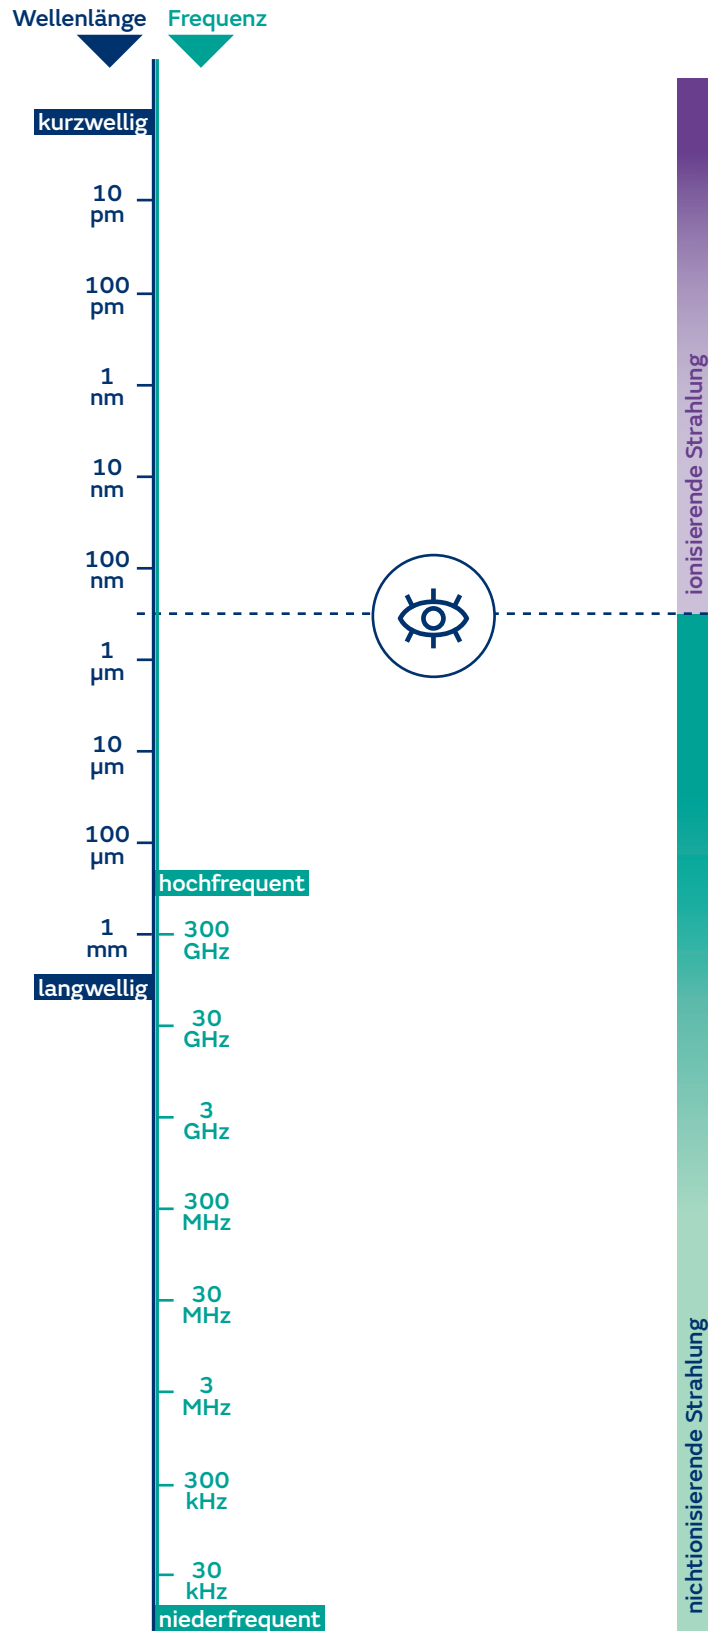 Wellenlänge Frequenz
kurzwellig
10
pm
100
pm
1
nm
10
nm
100
nm
1
µm
10
µm
100
µm
hochfrequent
1
mm
300
GHz
langwellig
30
GHz
3
GHz
300
MHz
30
MHz
3
MHz
300
kHz
30
kHz
niederfrequent
ionisierende Strahlung
nichtionisierende Strahlung